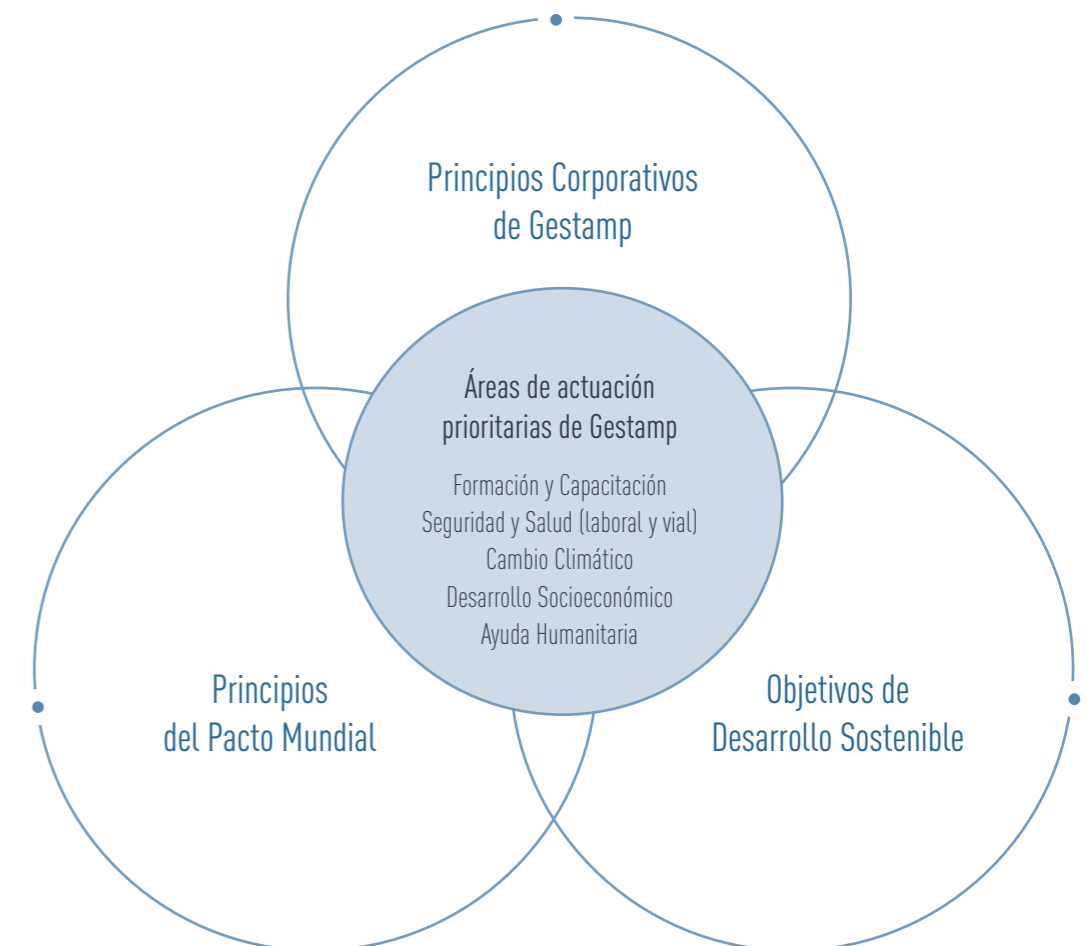 Principios Corporativos
de Gestamp
Áreas de actuación
prioritarias de Gestamp
Formación y Capacitación
Seguridad y Salud (laboral y vial)
Cambio Climático
Desarrollo Socioeconómico
Ayuda Humanitaria
Principios
del Pacto Mundial
Objetivos de
Desarrollo Sostenible